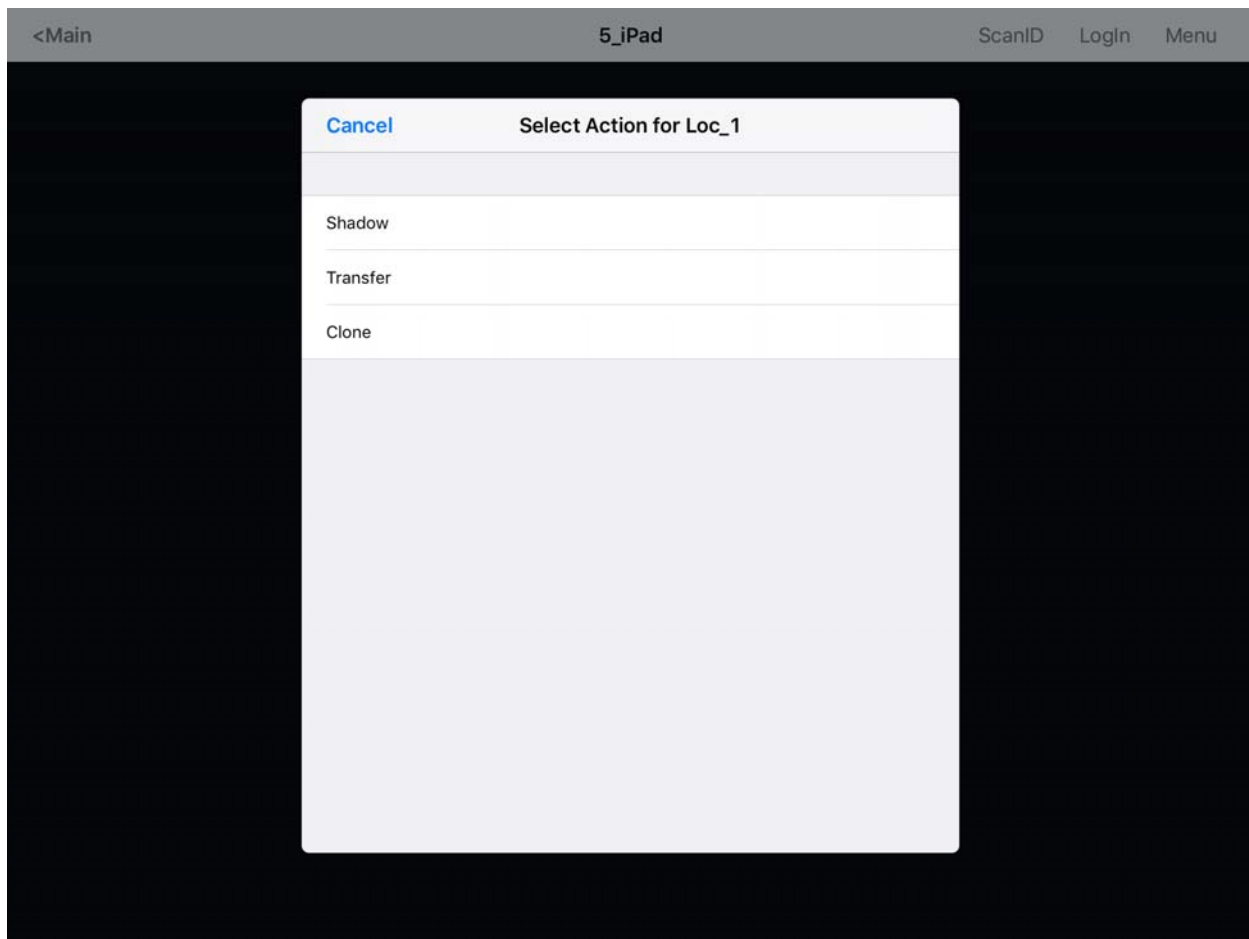 <Main 5_iPad ScanID LogIn Menu
Cancel Select Action for Loc_1
Shadow
Transfer
Clone